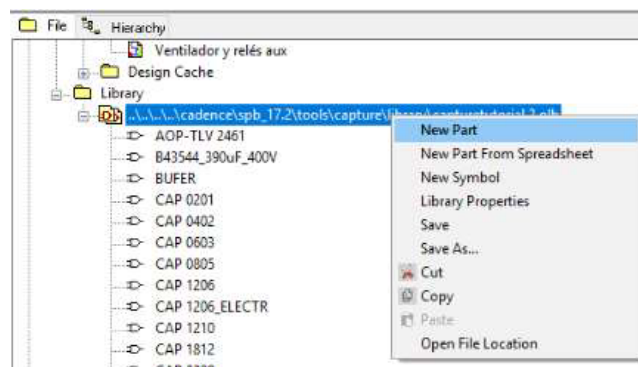 File Hierarchy
Ventilador y relés aux
Design Cache
Library
..\..\..\..\cadence\spb_17.2\tools\capture\library\capturetutorial 2.olb
AOP-TLV 2461
B43544_390uF_400V
BUFER
CAP 0201
CAP 0402
CAP 0603
CAP 0805
CAP 1206
CAP 1206_ELECTR
CAP 1210
CAP 1812
New Part
New Part From Spreadsheet
New Symbol
Library Properties
Save
Save As...
Cut
Copy
Paste
Open File Location